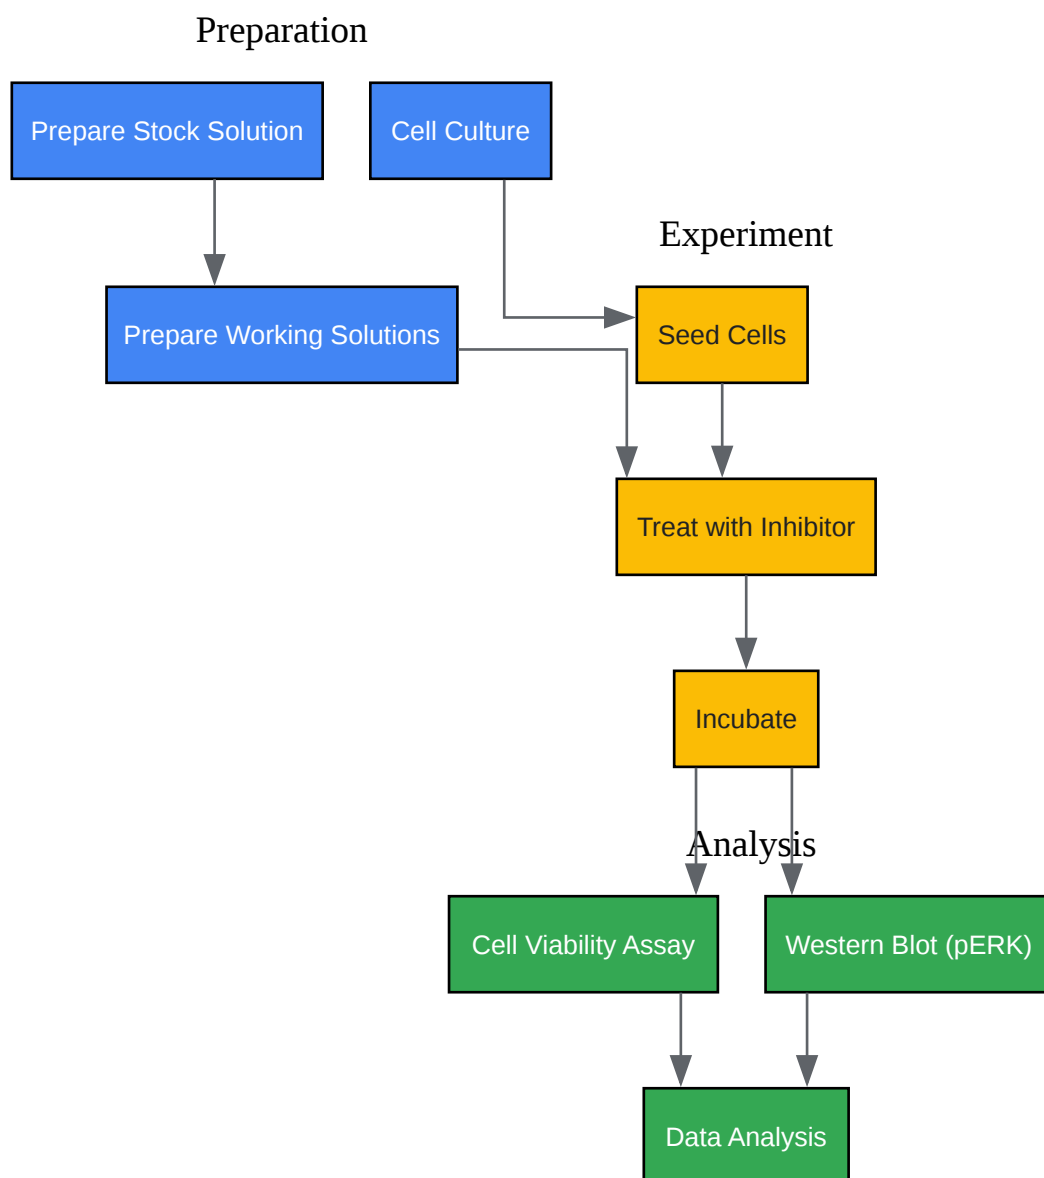 Preparation
Prepare Stock Solution
Cell Culture
Experiment
Prepare Working Solutions
Seed Cells
Treat with Inhibitor
Incubate
Analysis
Cell Viability Assay
Western Blot (pERK)
Data Analysis